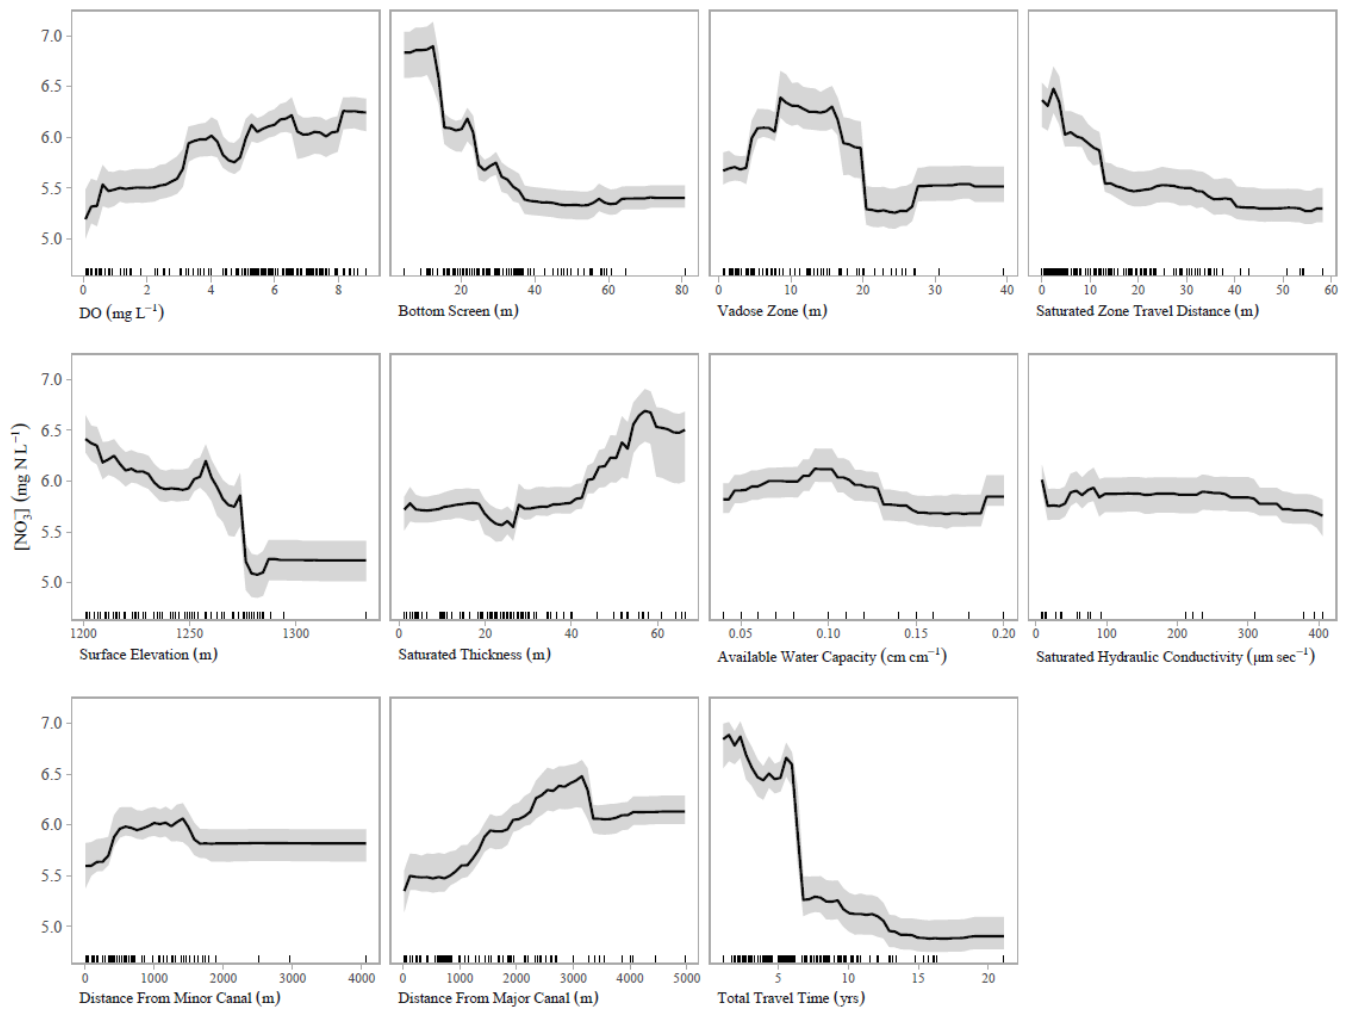 7.0
6.5
6.0
5.5
5.0
0 2 4 6 8
20 40 60 80
0 10 20 30 40
0 10 20 30 40 50 60
DO (mg L⁻¹)
Bottom Screen (m)
Vadose Zone (m)
Saturated Zone Travel Distance (m)
[NO₃⁻] (mg N L⁻¹)
7.0
6.5
6.0
5.5
5.0
1200 1250 1300
0 20 40 60
0.05 0.10 0.15 0.20
0 100 200 300 400
Surface Elevation (m)
Saturated Thickness (m)
Available Water Capacity (cm cm⁻¹)
Saturated Hydraulic Conductivity (μm sec⁻¹)
7.0
6.5
6.0
5.5
5.0
0 1000 2000 3000 4000
0 1000 2000 3000 4000 5000
5 10 15 20
Distance From Minor Canal (m)
Distance From Major Canal (m)
Total Travel Time (yrs)